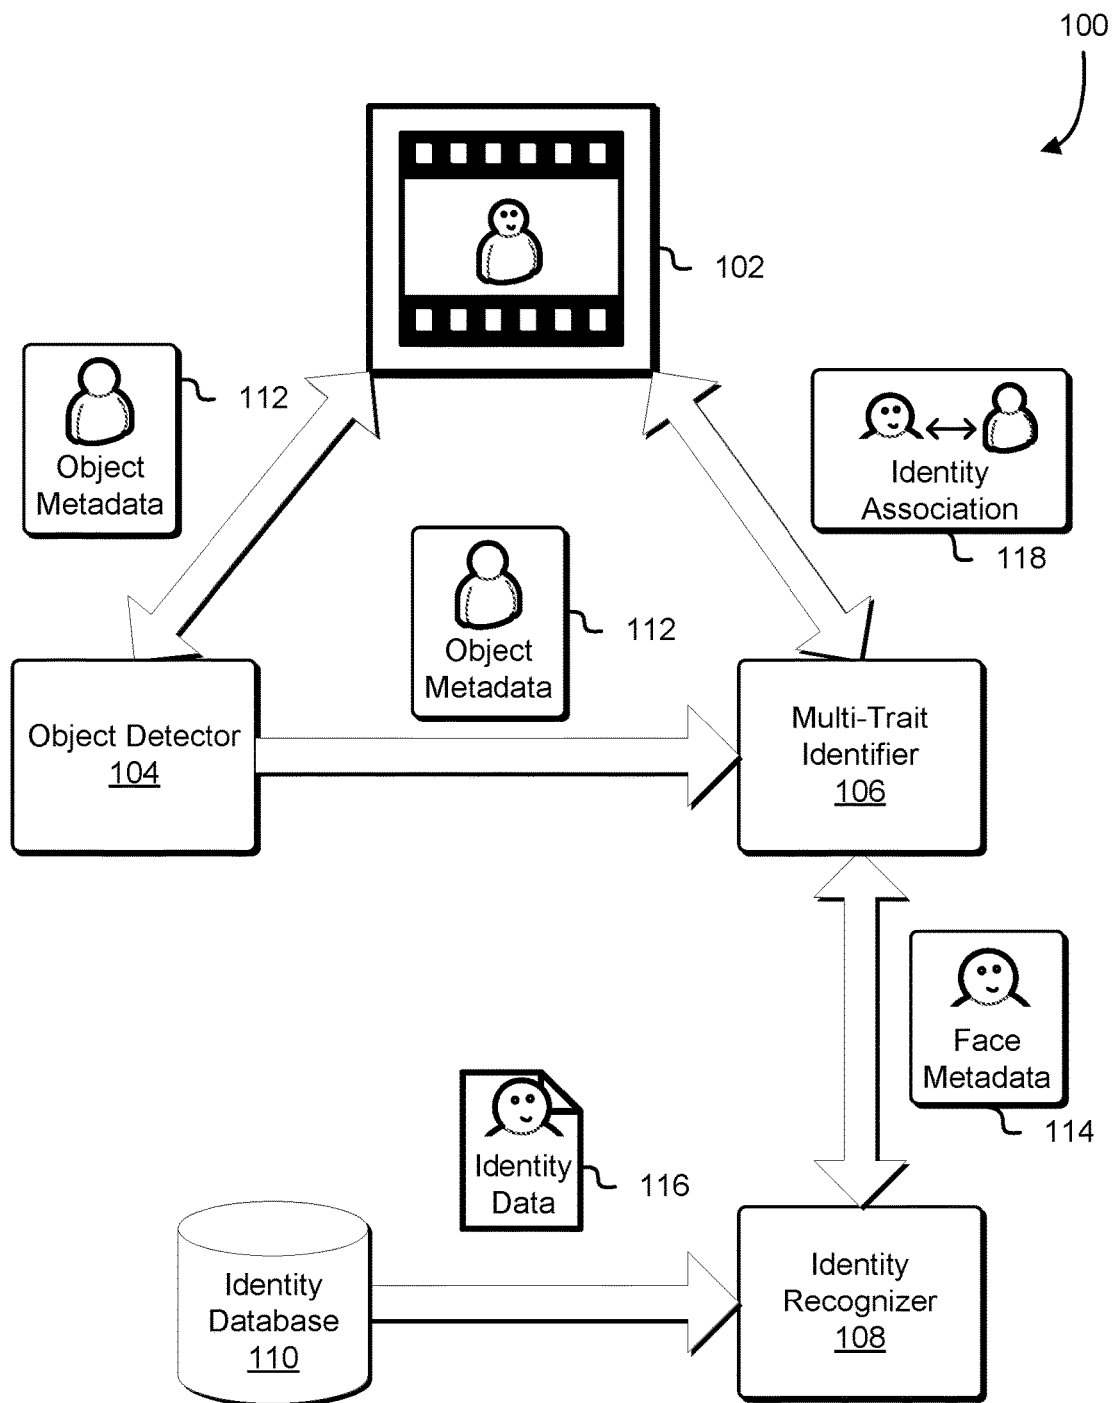 100
102
112
Object
Metadata
Identity
Association
118
112
Object
Metadata
Object Detector
104
Multi-Trait
Identifier
106
Face
Metadata
114
Identity
Data
116
Identity
Database
110
Identity
Recognizer
108